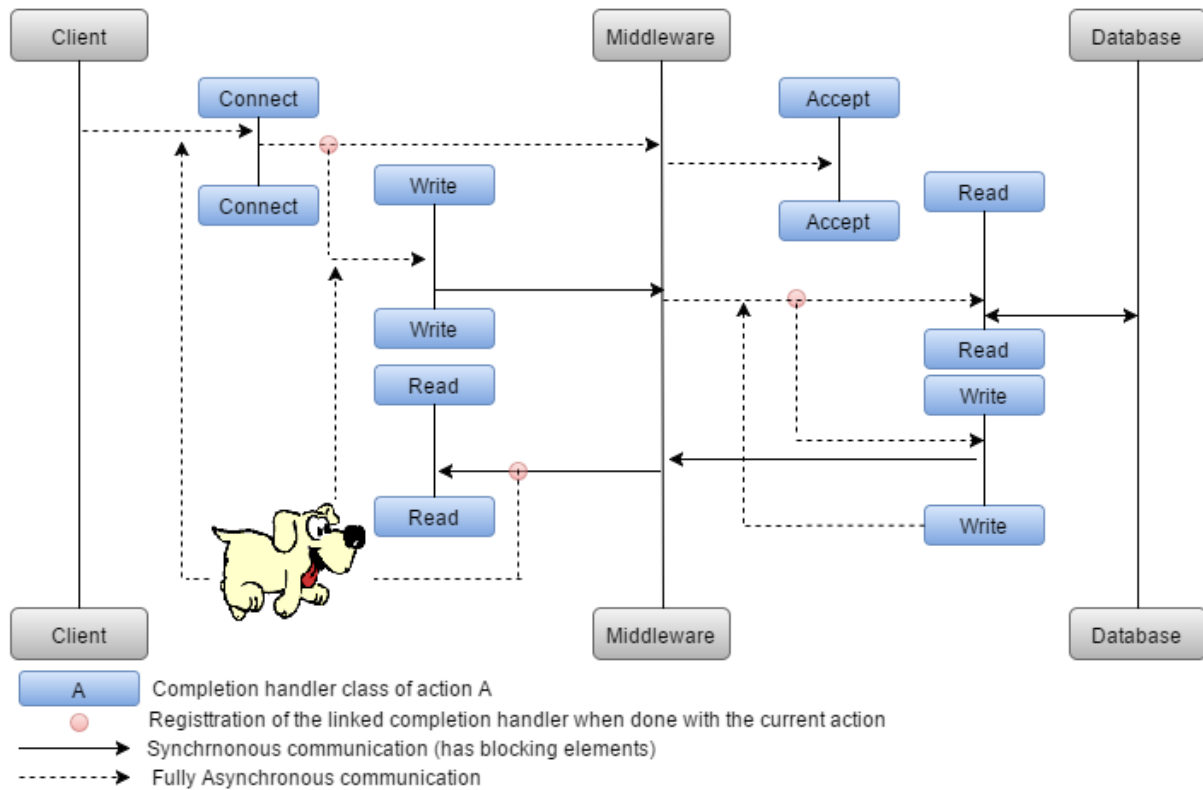 Client
Middleware
Database
Connect
Accept
Connect
Write
Accept
Read
Write
Read
Read
Write
Read
Write
Client
Middleware
Database
A Completion handler class of action A
Registtration of the linked completion handler when done with the current action
Synchrnonous communication (has blocking elements)
Fully Asynchronous communication